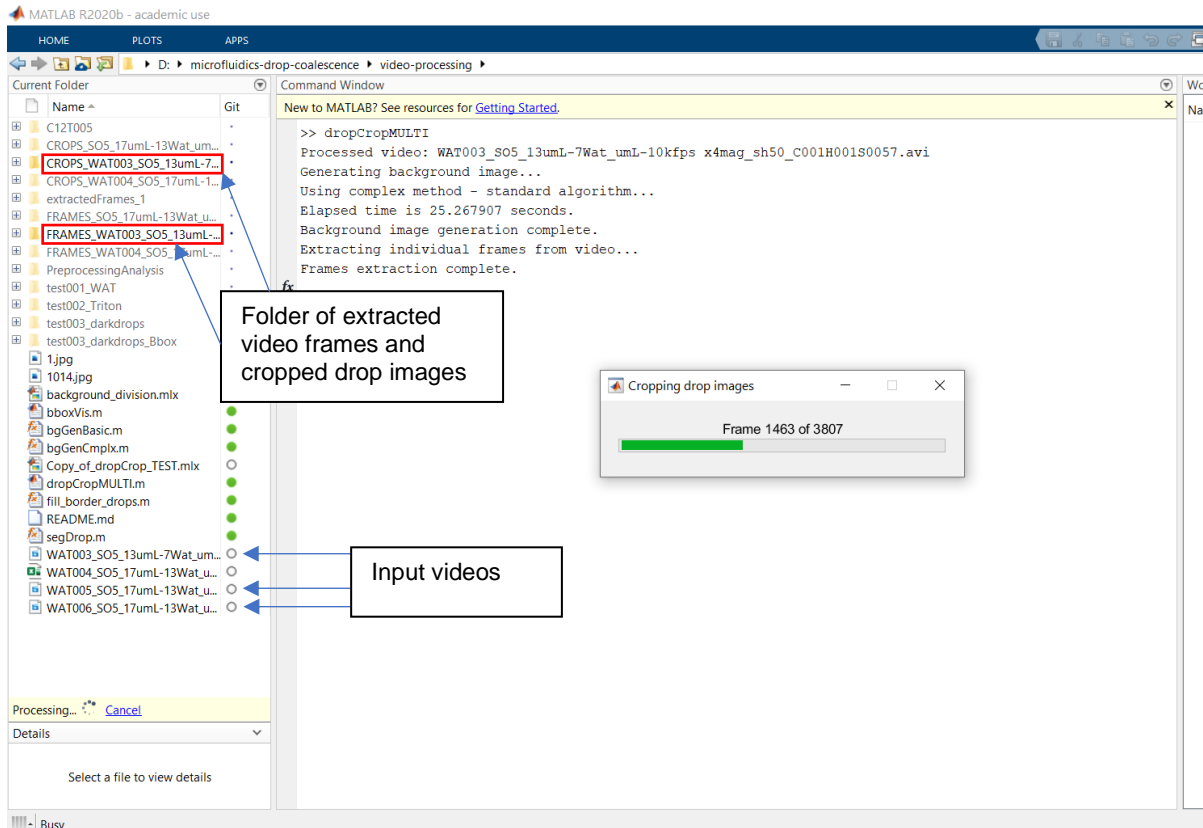 MATLAB R2020b - academic use
HOME PLOTS APPS
D: microfluidics-drop-coalescence video-processing
Current Folder
Name Git
C12T005
CROPS_SO5_17umL-13Wat_um...
CROPS_WAT003_SO5_13umL-7...
CROPS_WAT004_SO5_17umL-1...
extractedFrames_1
FRAMES_SO5_17umL-13Wat_u...
FRAMES_WAT003_SO5_13umL-...
FRAMES_WAT004_SO5_17umL-...
PreprocessingAnalysis
test001_WAT
test002_Triton
test003_darkdrops
test003_darkdrops_Bbox
1.jpg
1014.jpg
background_division.mlx
bboxVis.m
bgGenBasic.m
bgGenCmplx.m
Copy_of_dropCrop_TEST.mlx
dropCropMULTI.m
fill_border_drops.m
README.md
segDrop.m
WAT003_SO5_13umL-7Wat_um...
WAT004_SO5_17umL-13Wat_u...
WAT005_SO5_17umL-13Wat_u...
WAT006_SO5_17umL-13Wat_u...
Processing... Cancel
Details
Select a file to view details
Busy
Command Window
New to MATLAB? See resources for Getting Started.
>> dropCropMULTI
Processed video: WAT003_SO5_13umL-7Wat_umL-10kfps x4mag_sh50_C001H001S0057.avi
Generating background image...
Using complex method - standard algorithm...
Elapsed time is 25.267907 seconds.
Background image generation complete.
Extracting individual frames from video...
Frames extraction complete.
fx
Folder of extracted
video frames and
cropped drop images
Cropping drop images
Frame 1463 of 3807
Input videos
Wo
Na